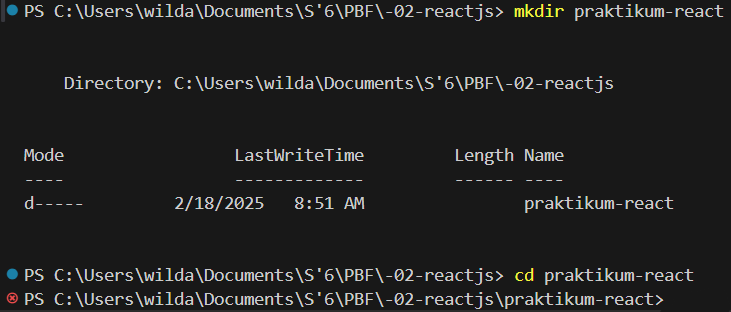 PS C:\Users\wilda\Documents\S'6\PBF\-02-reactjs> mkdir praktikum-react
Directory: C:\Users\wilda\Documents\S'6\PBF\-02-reactjs
Mode LastWriteTime Length Name
---- ------------- ------ ----
d----- 2/18/2025 8:51 AM praktikum-react
PS C:\Users\wilda\Documents\S'6\PBF\-02-reactjs> cd praktikum-react
PS C:\Users\wilda\Documents\S'6\PBF\-02-reactjs\praktikum-react>